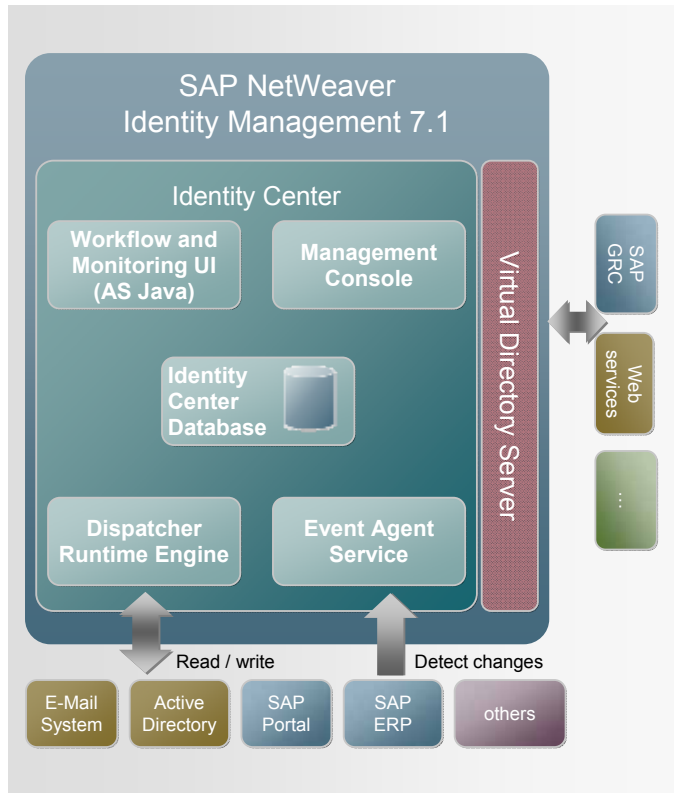 SAP NetWeaver
Identity Management 7.1
Identity Center
Workflow and
Monitoring UI
(AS Java)
Management
Console
Identity
Center
Database
Dispatcher
Runtime Engine
Event Agent
Service
Virtual Directory Server
SAP
GRC
Web
services
...
Read / write
Detect changes
E-Mail
System
Active
Directory
SAP
Portal
SAP
ERP
others